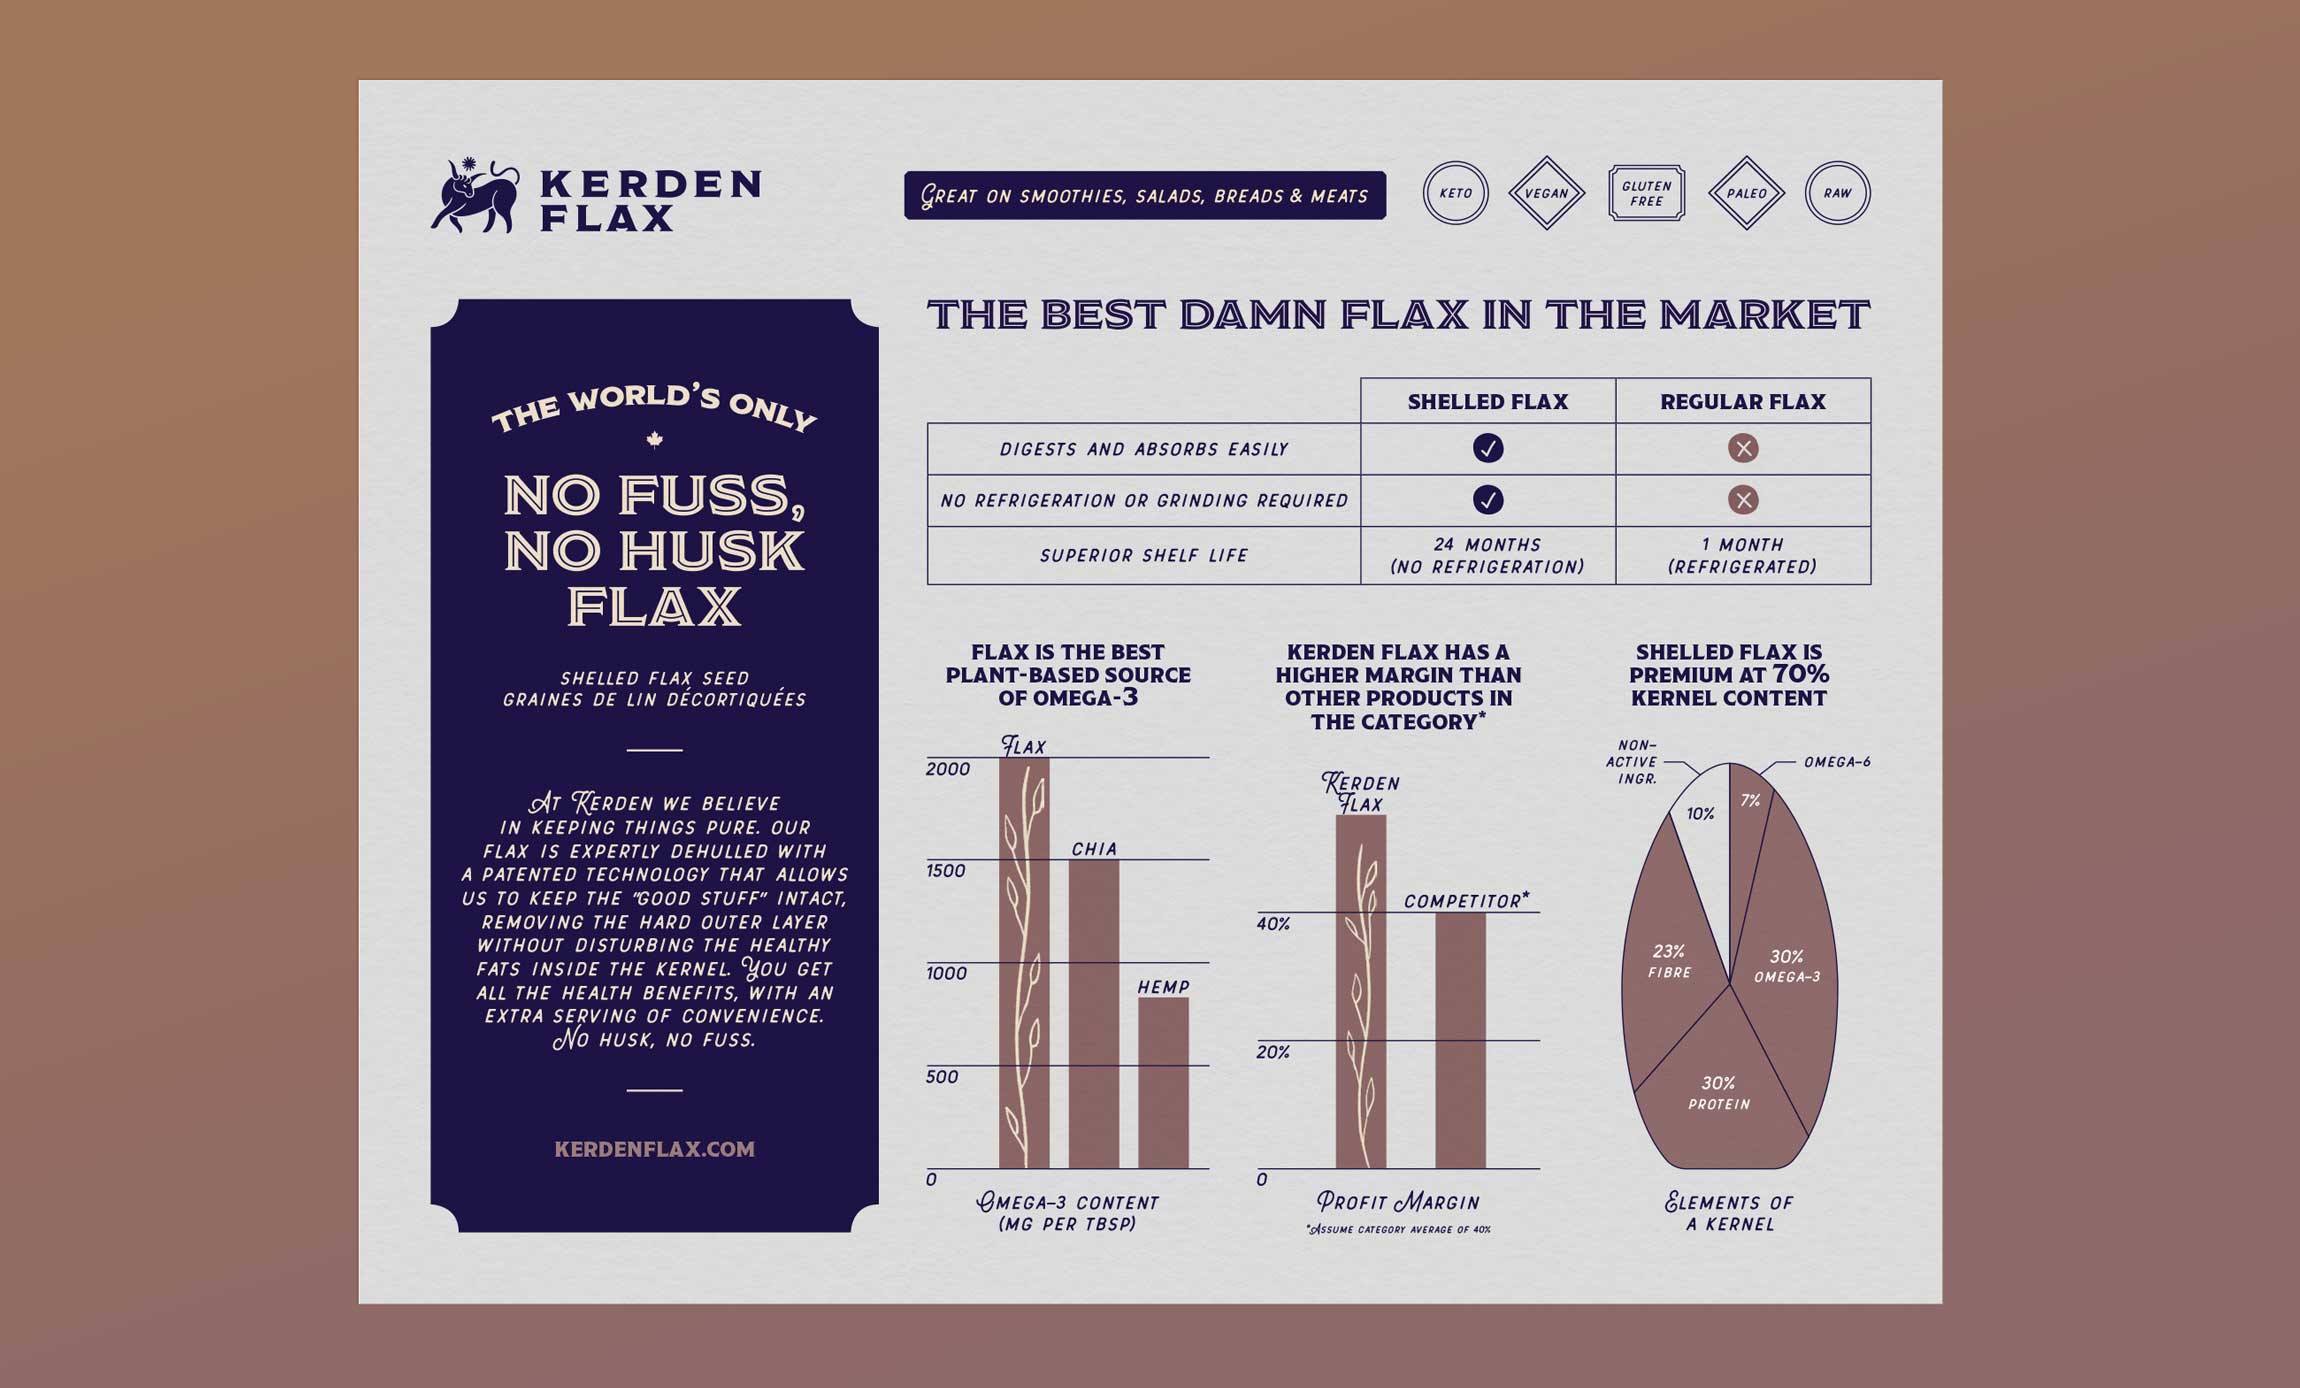 KERDEN
FLAX
GREAT ON SMOOTHIES, SALADS, BREADS & MEATS
KETO
VEGAN
GLUTEN
FREE
PALEO
RAW
THE WORLD'S ONLY
NO FUSS,
NO HUSK
FLAX
SHELLED FLAX SEED
GRAINES DE LIN DÉCORTIQUÉES
AT KERDEN WE BELIEVE
IN KEEPING THINGS PURE. OUR
FLAX IS EXPERTLY DEHULLED WITH
A PATENTED TECHNOLOGY THAT ALLOWS
US TO KEEP THE "GOOD STUFF" INTACT,
REMOVING THE HARD OUTER LAYER
WITHOUT DISTURBING THE HEALTHY
FATS INSIDE THE KERNEL. YOU GET
ALL THE HEALTH BENEFITS, WITH AN
EXTRA SERVING OF CONVENIENCE.
NO HUSK, NO FUSS.
KERDENFLAX.COM
THE BEST DAMN FLAX IN THE MARKET
SHELLED FLAX
REGULAR FLAX
DIGESTS AND ABSORBS EASILY
NO REFRIGERATION OR GRINDING REQUIRED
SUPERIOR SHELF LIFE
24 MONTHS
(NO REFRIGERATION)
1 MONTH
(REFRIGERATED)
FLAX IS THE BEST
PLANT-BASED SOURCE
OF OMEGA-3
FLAX
2000
CHIA
1500
1000
HEMP
500
0
OMEGA-3 CONTENT
(MG PER TBSP)
KERDEN FLAX HAS A
HIGHER MARGIN THAN
OTHER PRODUCTS IN
THE CATEGORY*
KERDEN
FLAX
COMPETITOR*
40%
20%
0
PROFIT MARGIN
*ASSUME CATEGORY AVERAGE OF 40%
SHELLED FLAX IS
PREMIUM AT 70%
KERNEL CONTENT
NON-
ACTIVE
INGR.
OMEGA-6
10%
7%
23%
FIBRE
30%
OMEGA-3
30%
PROTEIN
ELEMENTS OF
A KERNEL